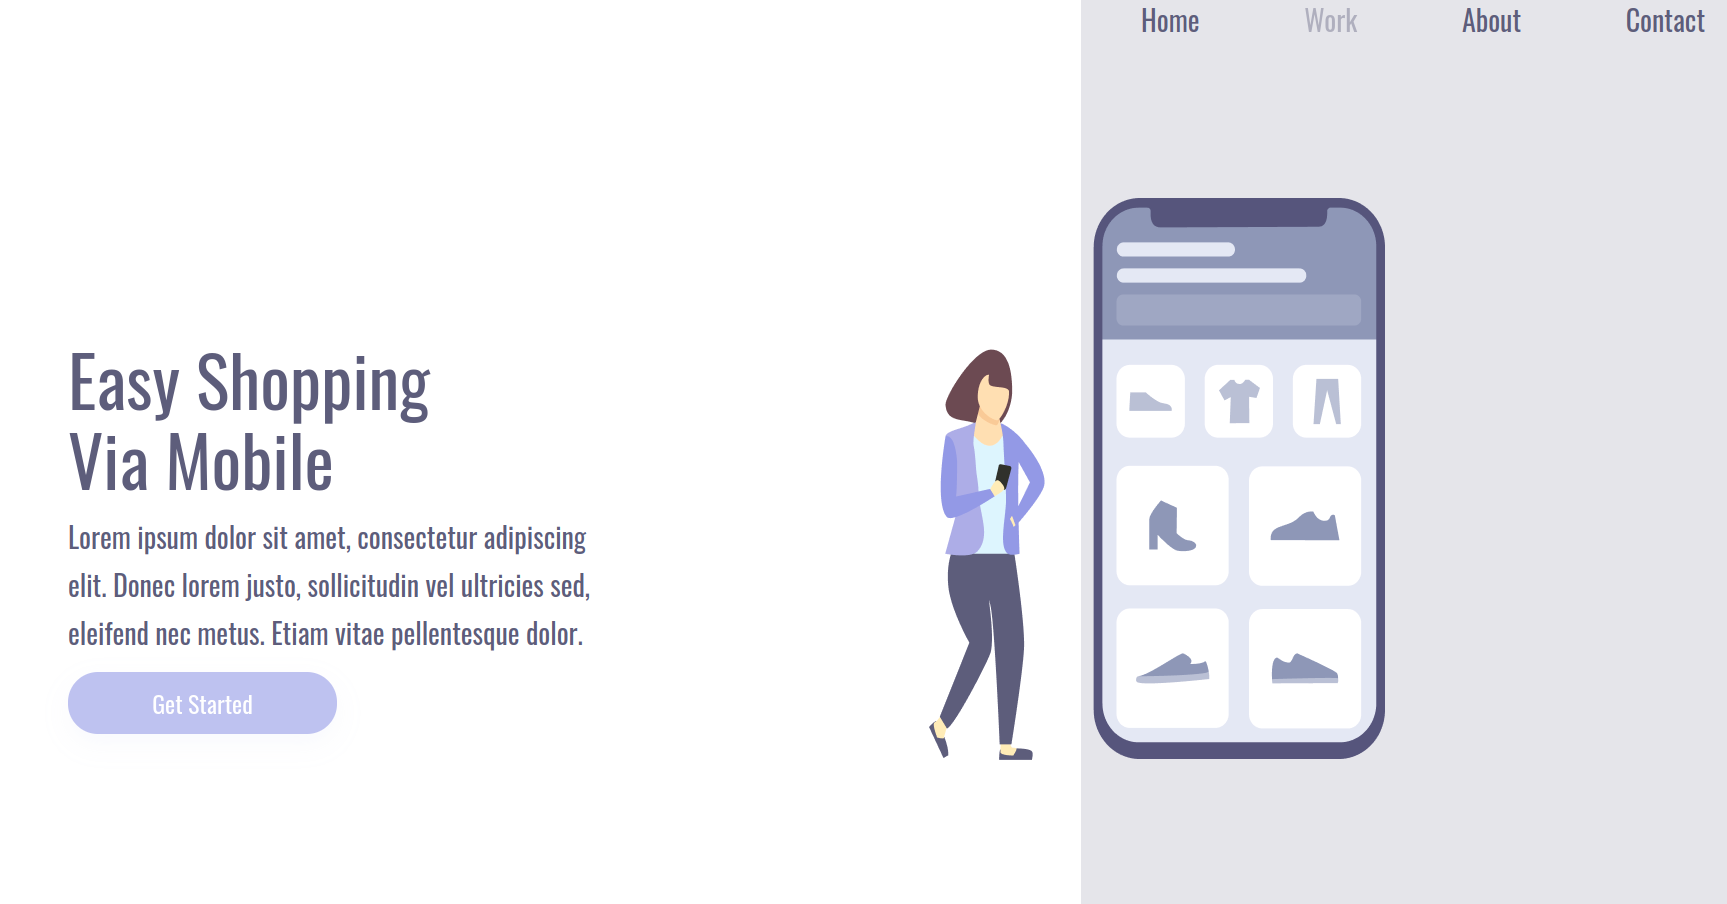 Home Work About Contact
Easy Shopping
Via Mobile
Lorem ipsum dolor sit amet, consectetur adipiscing
elit. Donec lorem justo, sollicitudin vel ultricies sed,
eleifend nec metus. Etiam vitae pellentesque dolor.
Get Started